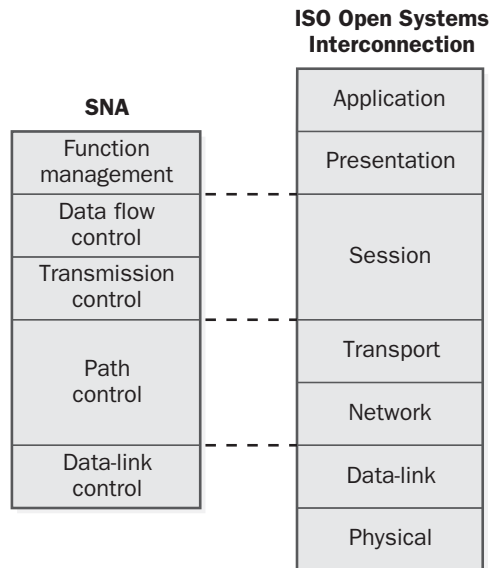 ISO Open Systems
Interconnection
SNA
Function
management
Data flow
control
Transmission
control
Path
control
Data-link
control
Application
Presentation
Session
Transport
Network
Data-link
Physical